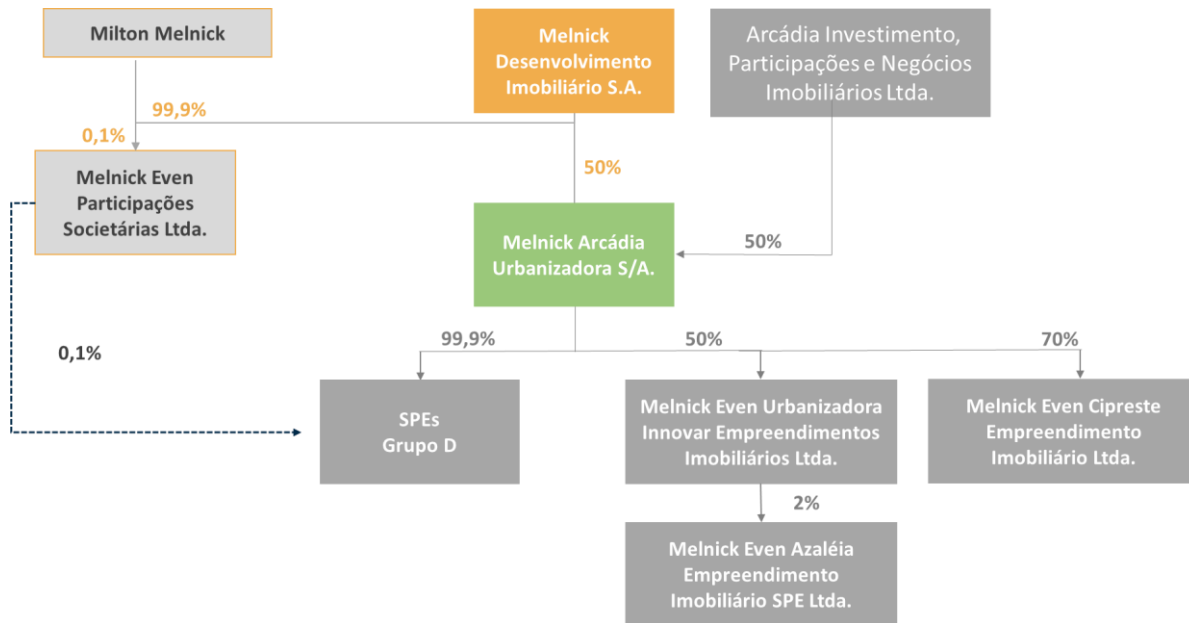 Milton Melnick
Melnick
Desenvolvimento
Imobiliário S.A.
Arcádia Investimento,
Participações e Negócios
Imobiliários Ltda.
99,9%
0,1%
Melnick Even
Participações
Societárias Ltda.
50%
Melnick Arcádia
Urbanizadora S/A.
50%
99,9%
50%
70%
0,1%
SPEs
Grupo D
Melnick Even Urbanizadora
Innovar Empreendimentos
Imobiliários Ltda.
Melnick Even Cipreste
Empreendimento
Imobiliário Ltda.
2%
Melnick Even Azaléia
Empreendimento
Imobiliário SPE Ltda.